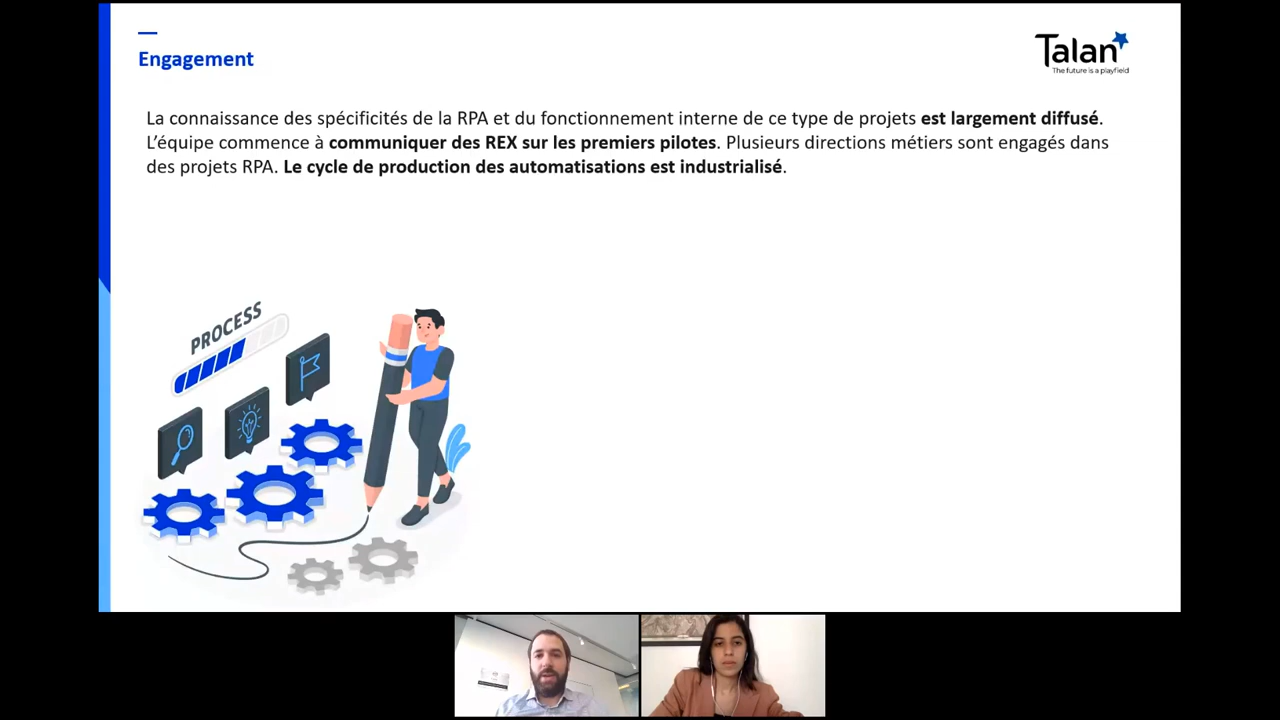 Engagement
Talan
The future is a playfield
La connaissance des spécificités de la RPA et du fonctionnement interne de ce type de projets est largement diffusé.
L’équipe commence à communiquer des REX sur les premiers pilotes. Plusieurs directions métiers sont engagés dans
des projets RPA. Le cycle de production des automatisations est industrialisé.
PROCESS